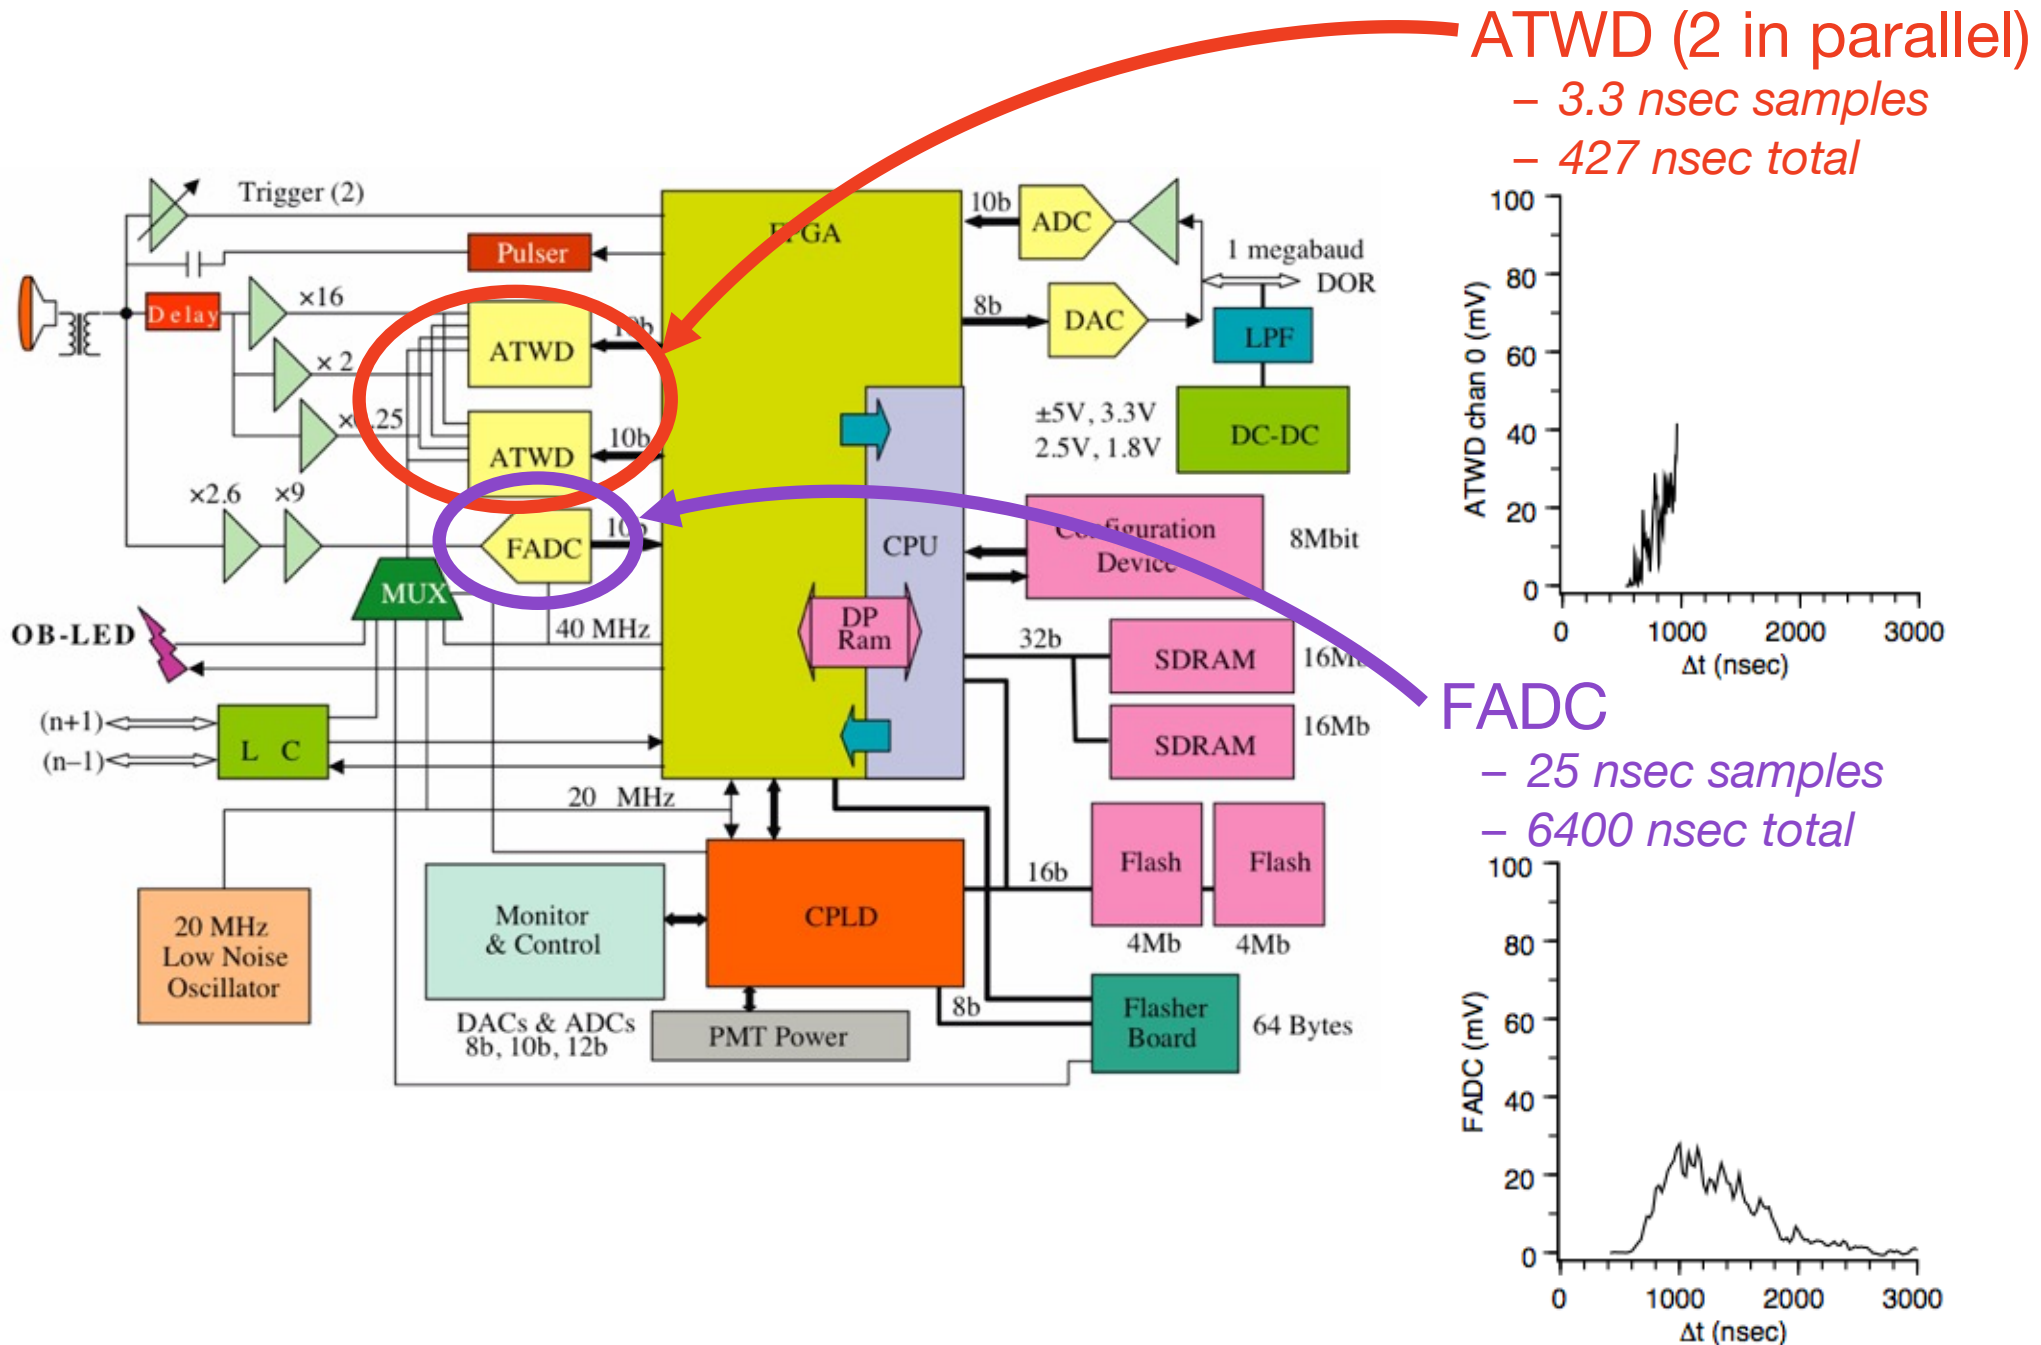 ATWD (2 in parallel)
– 3.3 nsec samples
– 427 nsec total
Trigger (2)
Pulser
Delay
×16
× 2
ATWD
10b
ATWD
10b
×2.6
×9
FADC
10b
MUX
OB-LED
40 MHz
(n+1)
(n–1)
L C
20 MHz
20 MHz
Low Noise
Oscillator
Monitor
& Control
DACs & ADCs
8b, 10b, 12b
CPLD
PMT Power
FPGA
CPU
DP
Ram
10b
ADC
8b
DAC
1 megabaud
DOR
LPF
±5V, 3.3V
2.5V, 1.8V
DC-DC
Configuration
Device
8Mbit
32b
SDRAM
16Mb
SDRAM
16Mb
16b
Flash
Flash
4Mb
4Mb
8b
Flasher
Board
64 Bytes
100
80
60
40
20
0
ATWD chan 0 (mV)
0
1000
2000
3000
Δt (nsec)
FADC
– 25 nsec samples
– 6400 nsec total
100
80
60
40
20
0
FADC (mV)
0
1000
2000
3000
Δt (nsec)